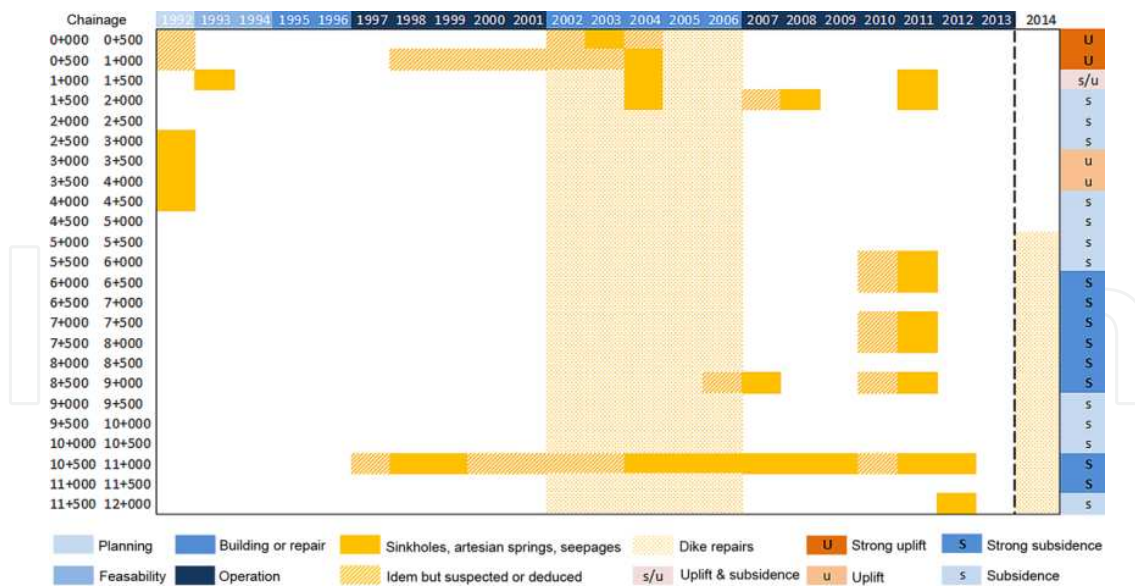 Chainage 1992 1993 1994 1995 1996 1997 1998 1999 2000 2001 2002 2003 2004 2005 2006 2007 2008 2009 2010 2011 2012 2013 2014
0+000 0+500 U
0+500 1+000 U
1+000 1+500 s/u
1+500 2+000 s
2+000 2+500 s
2+500 3+000 s
3+000 3+500 u
3+500 4+000 u
4+000 4+500 s
4+500 5+000 s
5+000 5+500 s
5+500 6+000 s
6+000 6+500 S
6+500 7+000 S
7+000 7+500 S
7+500 8+000 S
8+000 8+500 S
8+500 9+000 S
9+000 9+500 s
9+500 10+000 s
10+000 10+500 s
10+500 11+000 S
11+000 11+500 S
11+500 12+000 s
Planning Building or repair Sinkholes, artesian springs, seepages Dike repairs U Strong uplift S Strong subsidence
Feasability Operation Idem but suspected or deduced s/u Uplift & subsidence u Uplift s Subsidence